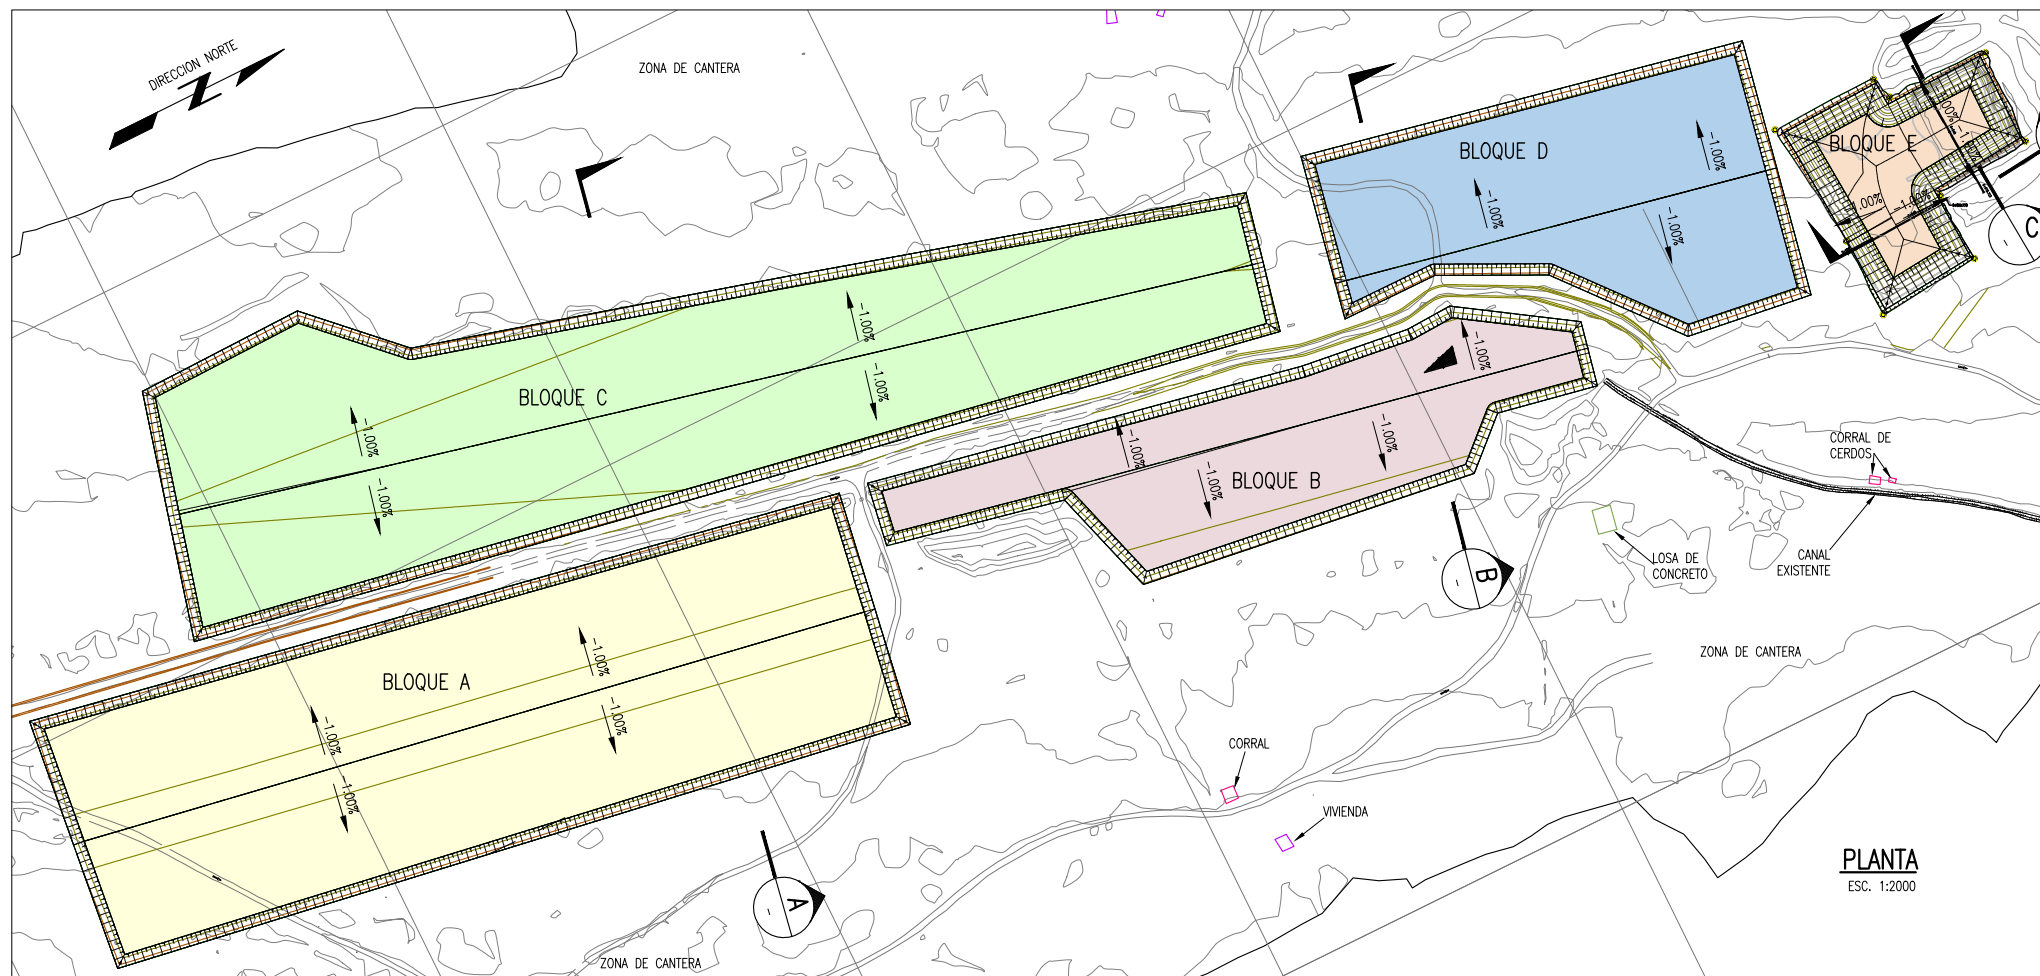 DIRECCION NORTE
N
ZONA DE CANTERA
BLOQUE D
-1.00%
-1.00%
-1.00%
BLOQUE E
.00%
-1.00%
.00%
-1.00%
C
-
BLOQUE C
-1.00%
-1.00%
-1.00%
-1.00%
BLOQUE B
-1.00%
-1.00%
-1.00%
-1.00%
B
-
CORRAL DE
CERDOS
LOSA DE
CONCRETO
CANAL
EXISTENTE
ZONA DE CANTERA
BLOQUE A
-1.00%
-1.00%
-1.00%
-1.00%
A
-
CORRAL
VIVIENDA
ZONA DE CANTERA
PLANTA
ESC. 1:2000